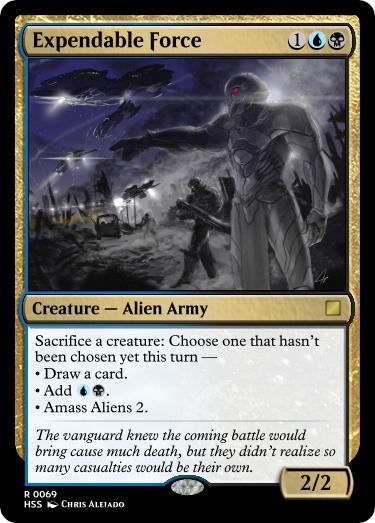 Expendable Force 1
Creature — Alien Army
Sacrifice a creature: Choose one that hasn't
been chosen yet this turn —
• Draw a card.
• Add .
• Amass Aliens 2.
The vanguard knew the coming battle would
bring cause much death, but they didn't realize so
many casualties would be their own.
2/2
R 0069
HSS Chris Alejado